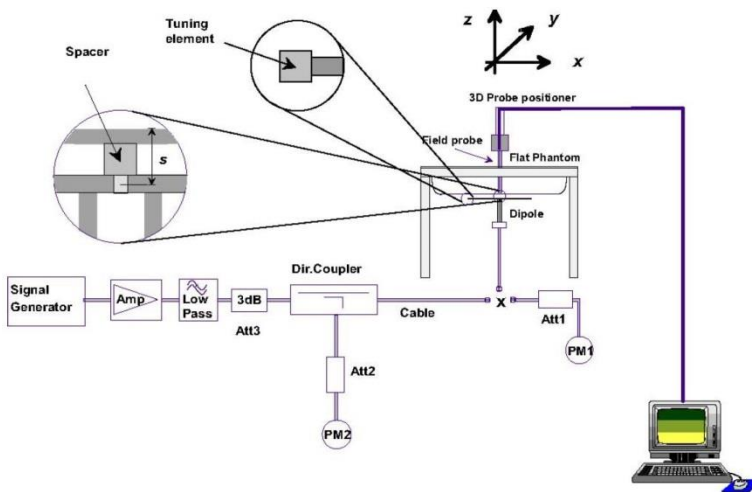 Tuning
element
Spacer
s
z
y
x
3D Probe positioner
Field probe
Flat Phantom
Dipole
Signal
Generator
Amp
Low
Pass
3dB
Att3
Dir.Coupler
Cable
x
Att1
PM1
Att2
PM2